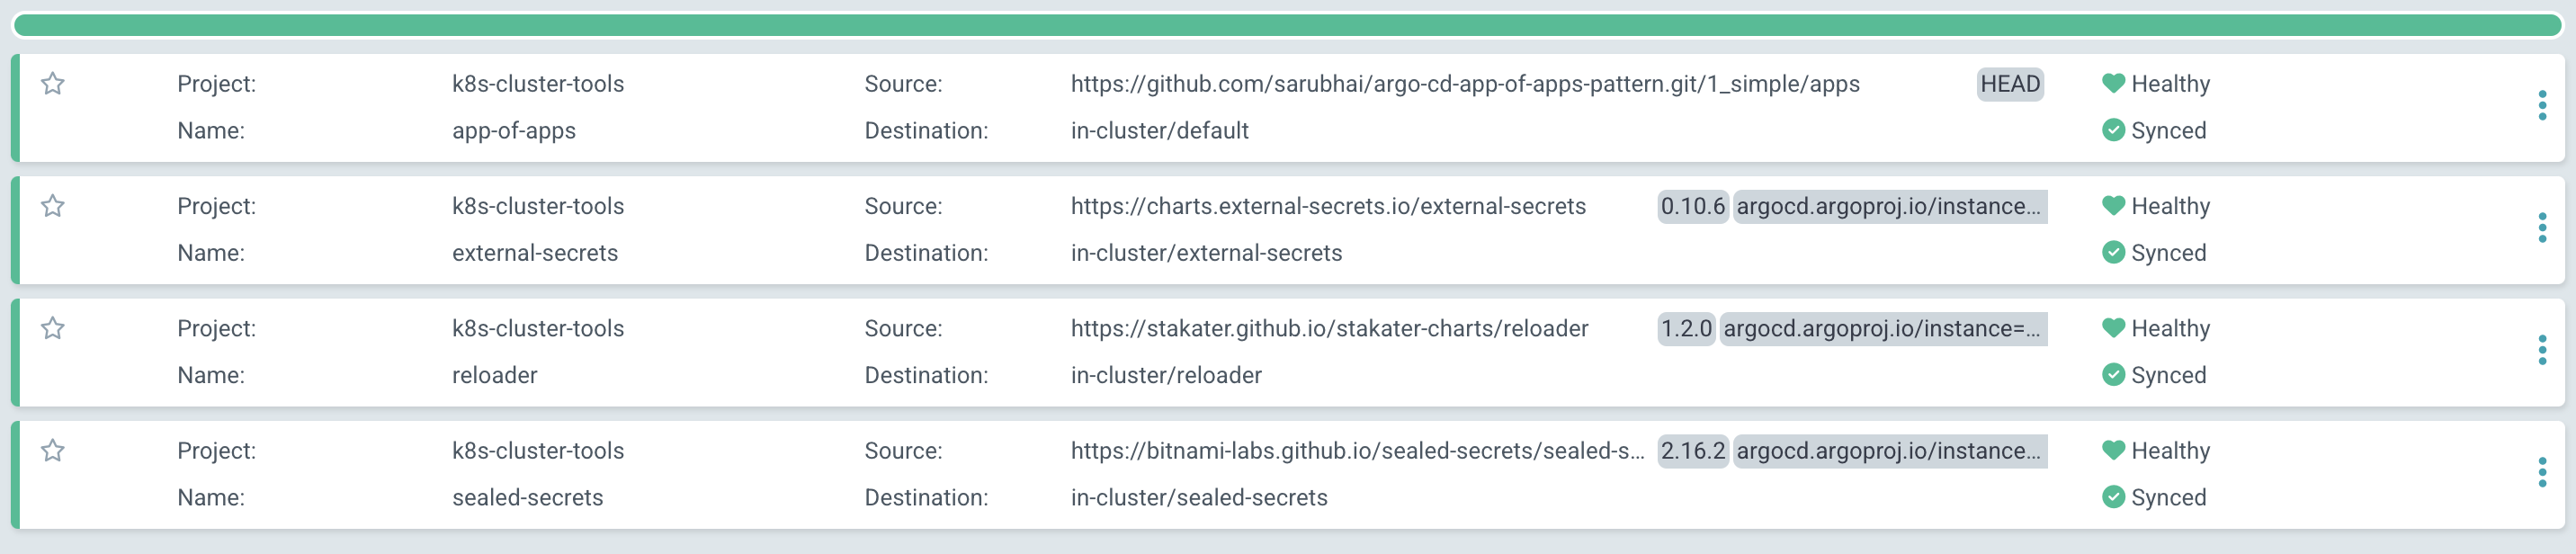 Project: k8s-cluster-tools Source: https://github.com/sarubhai/argo-cd-app-of-apps-pattern.git/1_simple/apps HEAD Healthy
Name: app-of-apps Destination: in-cluster/default Synced
Project: k8s-cluster-tools Source: https://charts.external-secrets.io/external-secrets 0.10.6 argocd.argoproj.io/instance... Healthy
Name: external-secrets Destination: in-cluster/external-secrets Synced
Project: k8s-cluster-tools Source: https://stakater.github.io/stakater-charts/reloader 1.2.0 argocd.argoproj.io/instance=... Healthy
Name: reloader Destination: in-cluster/reloader Synced
Project: k8s-cluster-tools Source: https://bitnami-labs.github.io/sealed-secrets/sealed-s... 2.16.2 argocd.argoproj.io/instance... Healthy
Name: sealed-secrets Destination: in-cluster/sealed-secrets Synced